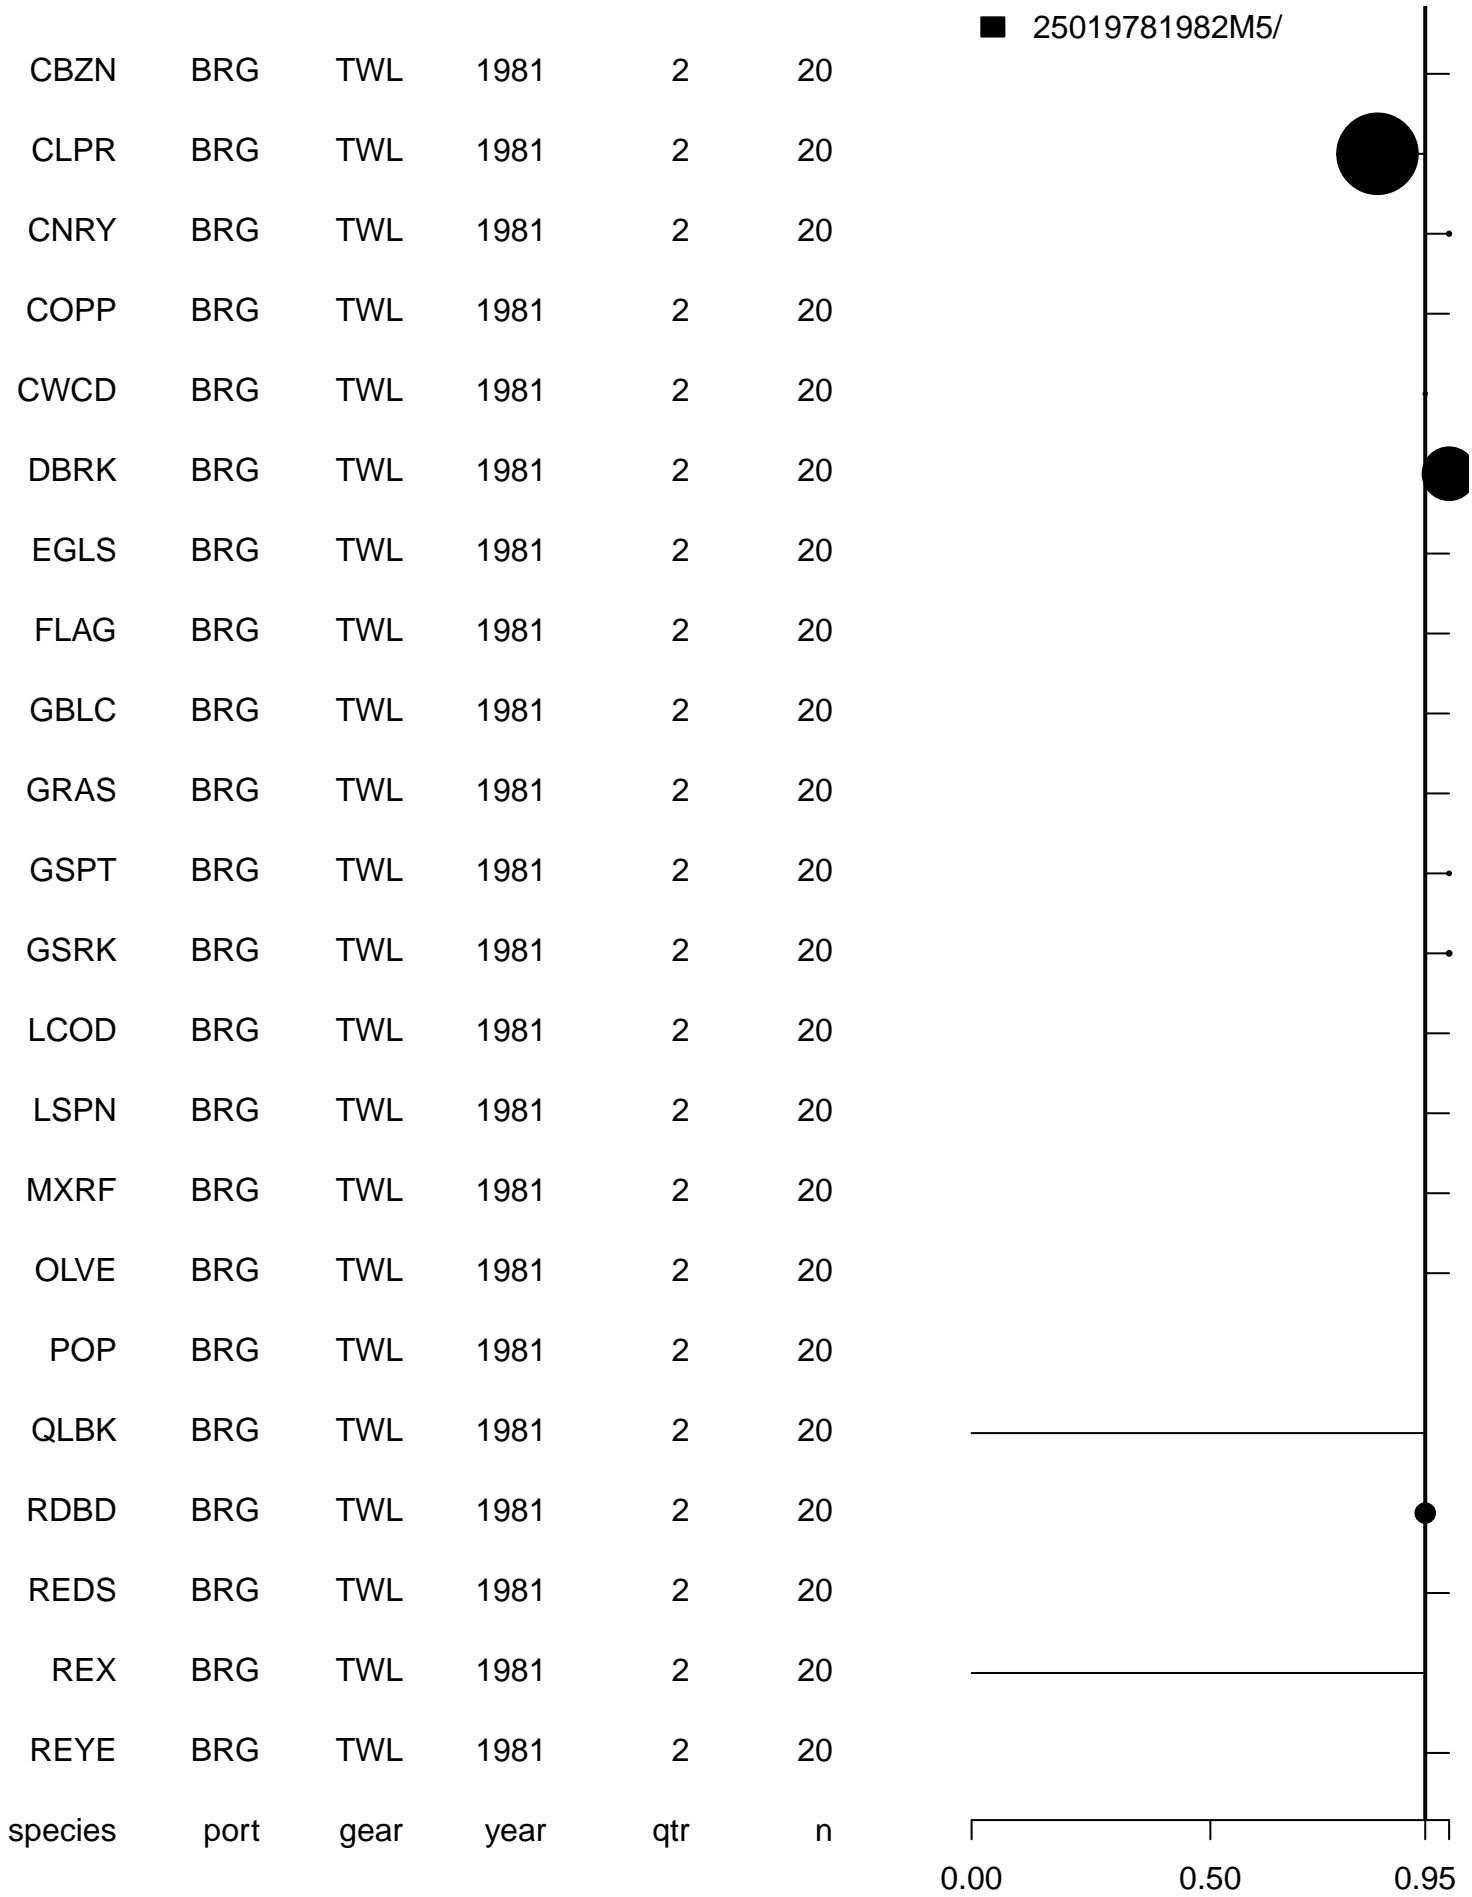 25019781982M5/
CBZN BRG TWL 1981 2 20
CLPR BRG TWL 1981 2 20
CNRY BRG TWL 1981 2 20
COPP BRG TWL 1981 2 20
CWCD BRG TWL 1981 2 20
DBRK BRG TWL 1981 2 20
EGLS BRG TWL 1981 2 20
FLAG BRG TWL 1981 2 20
GBLC BRG TWL 1981 2 20
GRAS BRG TWL 1981 2 20
GSPT BRG TWL 1981 2 20
GSRK BRG TWL 1981 2 20
LCOD BRG TWL 1981 2 20
LSPN BRG TWL 1981 2 20
MXRF BRG TWL 1981 2 20
OLVE BRG TWL 1981 2 20
POP BRG TWL 1981 2 20
QLBK BRG TWL 1981 2 20
RDBD BRG TWL 1981 2 20
REDS BRG TWL 1981 2 20
REX BRG TWL 1981 2 20
REYE BRG TWL 1981 2 20
species port gear year qtr n
0.00 0.50 0.95